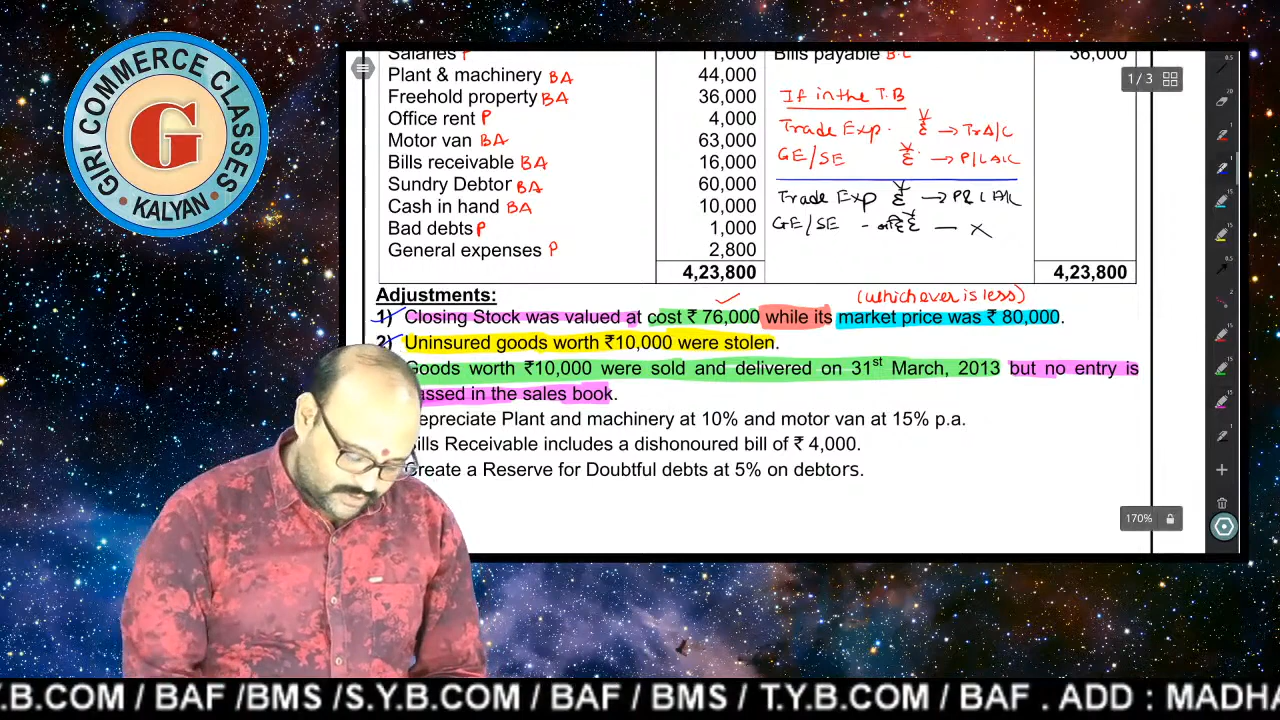 GIRI COMMERCE CLASSES
G
KALYAN
1 / 3
Salaries P 11,000 Bills payable B.L 36,000
Plant & machinery BA 44,000
Freehold property BA 36,000 If in the T.B
Office rent P 4,000
Motor van BA 63,000 Trade Exp. है → Tr A/C
Bills receivable BA 16,000 GE/SE है → P/L A/C
Sundry Debtor BA 60,000 Trade Exp है → P&L A/C
Cash in hand BA 10,000
Bad debts P 1,000 GE/SE - नहि है — X
General expenses P 2,800
4,23,800 4,23,800
Adjustments: (whichever is less)
1) Closing Stock was valued at cost ₹ 76,000 while its market price was ₹ 80,000.
2) Uninsured goods worth ₹10,000 were stolen.
Goods worth ₹10,000 were sold and delivered on 31st March, 2013 but no entry is
assed in the sales book.
epreciate Plant and machinery at 10% and motor van at 15% p.a.
ills Receivable includes a dishonoured bill of ₹ 4,000.
Create a Reserve for Doubtful debts at 5% on debtors.
170%
Y.B.COM / BAF /BMS /S.Y.B.COM / BAF / BMS / T.Y.B.COM / BAF . ADD : MADHA